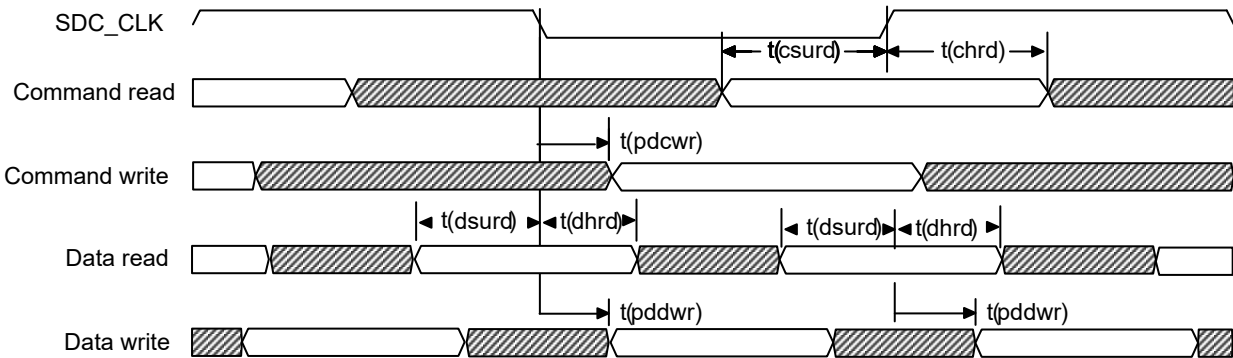 SDC_CLK
t(csurd) t(chrd)
Command read
t(pdcwr)
Command write
t(dsurd) t(dhrd) t(dsurd) t(dhrd)
Data read
t(pddwr) t(pddwr)
Data write